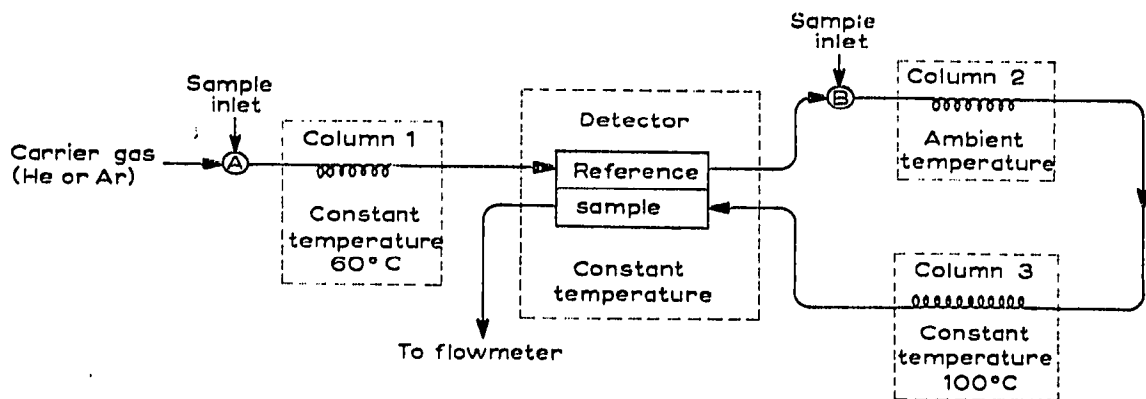 Sample
inlet
Carrier gas
(He or Ar)
A
Column 1
Constant
temperature
60°C
Detector
Reference
sample
Constant
temperature
To flowmeter
Sample
inlet
B
Column 2
Ambient
temperature
Column 3
Constant
temperature
100°C